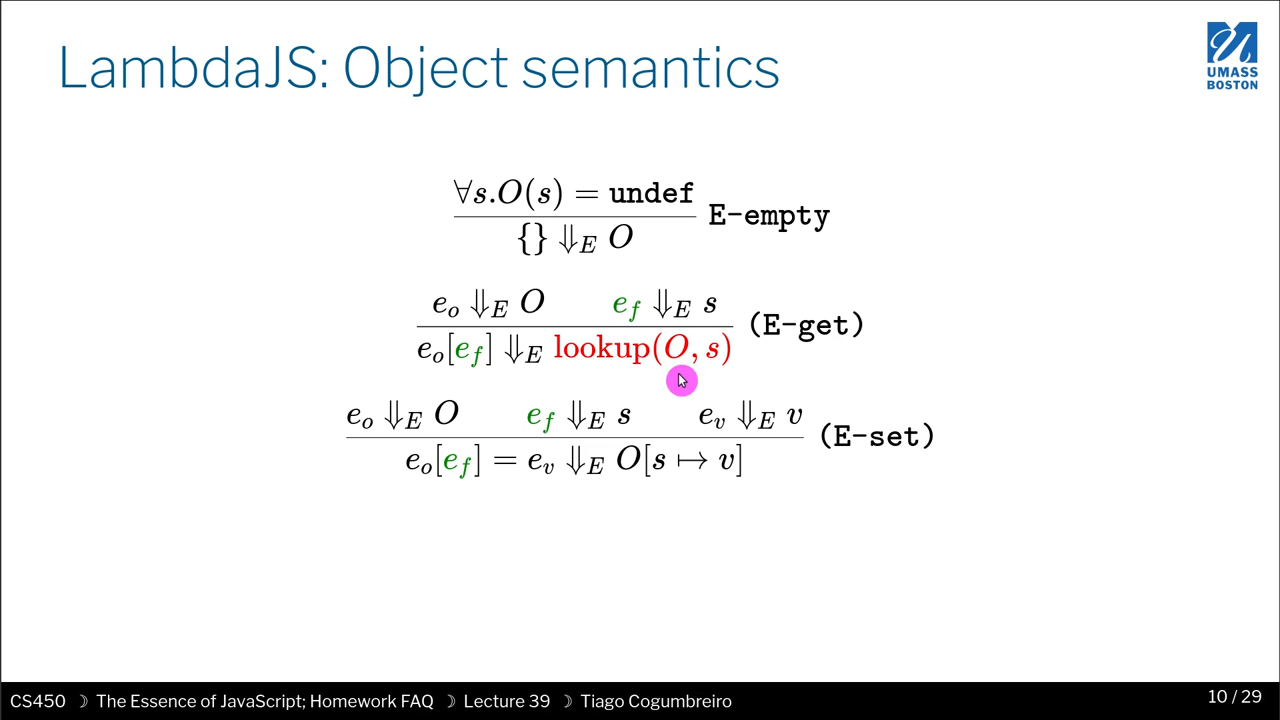 LambdaJS: Object semantics
UMASS
BOSTON
∀s.O(s) = undef
{} ⇓E O
E-empty
eo ⇓E O ef ⇓E s
eo[ef] ⇓E lookup(O, s)
(E-get)
eo ⇓E O ef ⇓E s ev ⇓E v
eo[ef] = ev ⇓E O[s ↦ v]
(E-set)
CS450 ☽ The Essence of JavaScript; Homework FAQ ☽ Lecture 39 ☽ Tiago Cogumbreiro 10 / 29